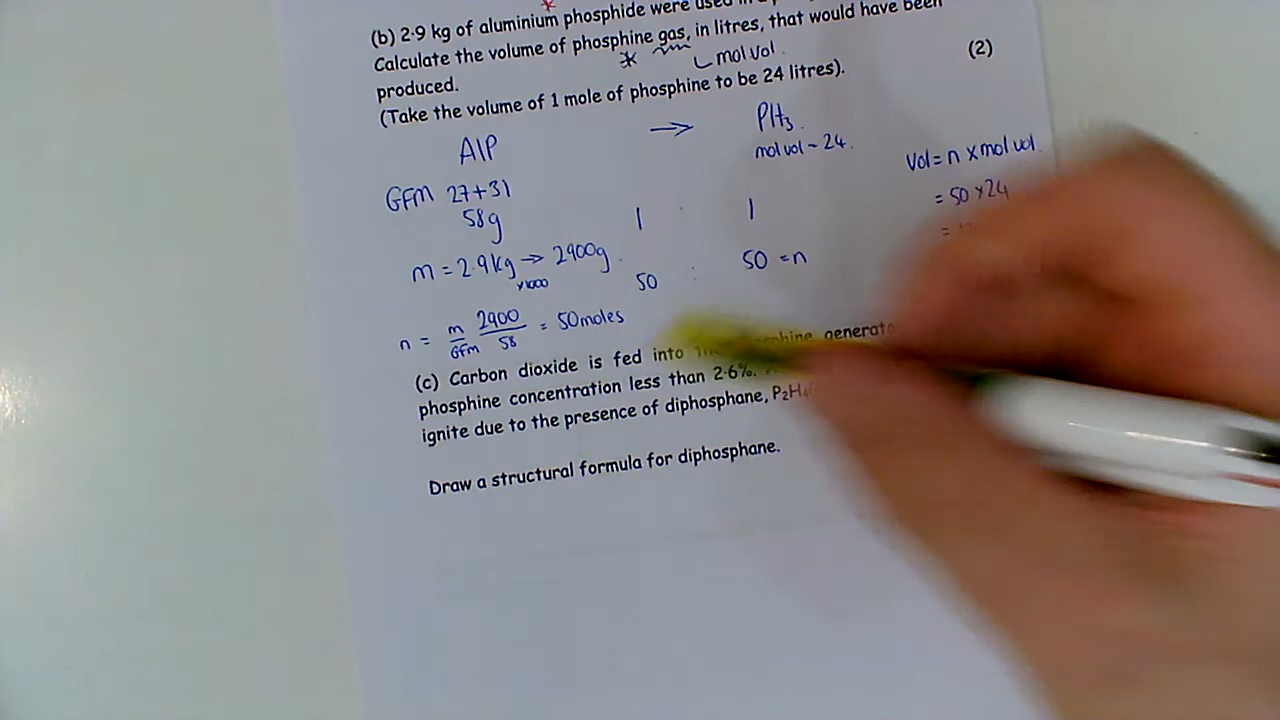 (b) 2·9 kg of aluminium phosphide were used in a
Calculate the volume of phosphine gas, in litres, that would have been
* mol vol.
produced. (2)
(Take the volume of 1 mole of phosphine to be 24 litres).
AlP → PH3.
mol vol - 24.
Vol = n x mol vol.
GFM 27+31
= 50 x 24
58g 1 : 1
=
m = 2.9kg → 2900g.
x1000
50 : 50 = n
n = m/GFM 2900/58 = 50 moles
(c) Carbon dioxide is fed into
phosphine concentration less than 2·6%.
ignite due to the presence of diphosphane, P2H4
Draw a structural formula for diphosphane.